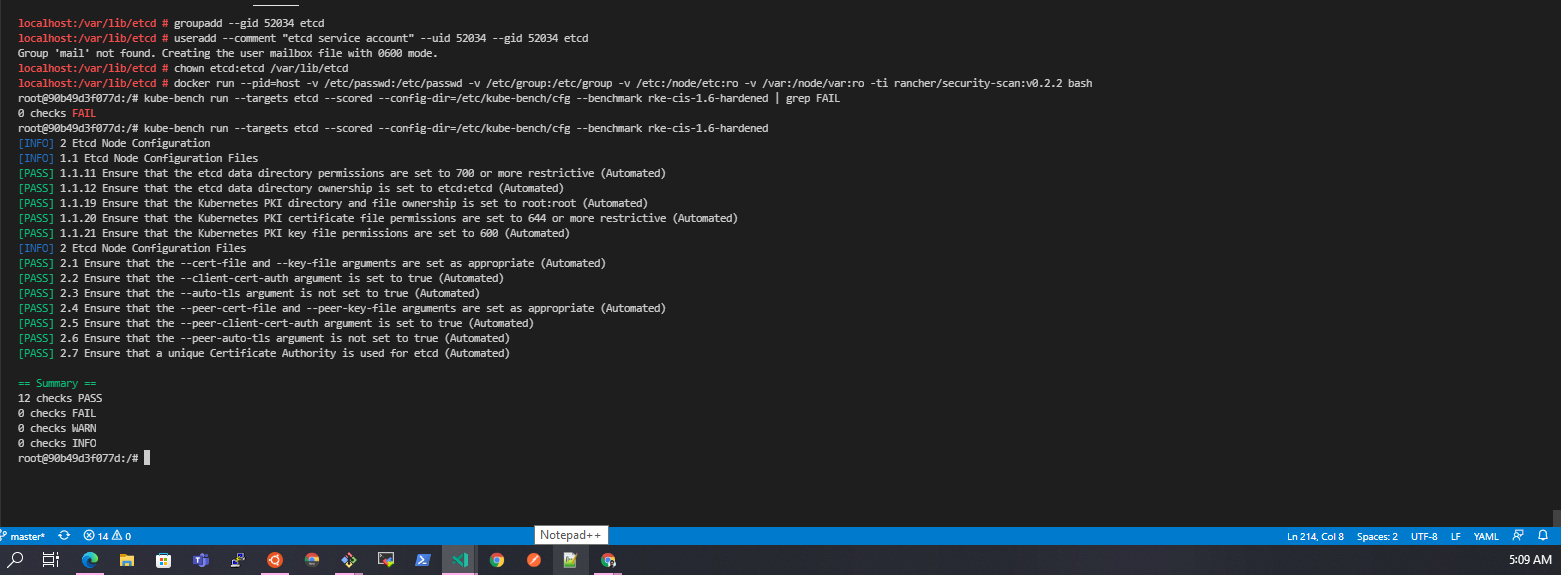 localhost:/var/lib/etcd # groupadd --gid 52034 etcd
localhost:/var/lib/etcd # useradd --comment "etcd service account" --uid 52034 --gid 52034 etcd
Group 'mail' not found. Creating the user mailbox file with 0600 mode.
localhost:/var/lib/etcd # chown etcd:etcd /var/lib/etcd
localhost:/var/lib/etcd # docker run --pid=host -v /etc/passwd:/etc/passwd -v /etc/group:/etc/group -v /etc:/node/etc:ro -v /var:/node/var:ro -ti rancher/security-scan:v0.2.2 bash
root@90b49d3f077d:/# kube-bench run --targets etcd --scored --config-dir=/etc/kube-bench/cfg --benchmark rke-cis-1.6-hardened | grep FAIL
0 checks FAIL
root@90b49d3f077d:/# kube-bench run --targets etcd --scored --config-dir=/etc/kube-bench/cfg --benchmark rke-cis-1.6-hardened
[INFO] 2 Etcd Node Configuration
[INFO] 1.1 Etcd Node Configuration Files
[PASS] 1.1.11 Ensure that the etcd data directory permissions are set to 700 or more restrictive (Automated)
[PASS] 1.1.12 Ensure that the etcd data directory ownership is set to etcd:etcd (Automated)
[PASS] 1.1.19 Ensure that the Kubernetes PKI directory and file ownership is set to root:root (Automated)
[PASS] 1.1.20 Ensure that the Kubernetes PKI certificate file permissions are set to 644 or more restrictive (Automated)
[PASS] 1.1.21 Ensure that the Kubernetes PKI key file permissions are set to 600 (Automated)
[INFO] 2 Etcd Node Configuration Files
[PASS] 2.1 Ensure that the --cert-file and --key-file arguments are set as appropriate (Automated)
[PASS] 2.2 Ensure that the --client-cert-auth argument is set to true (Automated)
[PASS] 2.3 Ensure that the --auto-tls argument is not set to true (Automated)
[PASS] 2.4 Ensure that the --peer-cert-file and --peer-key-file arguments are set as appropriate (Automated)
[PASS] 2.5 Ensure that the --peer-client-cert-auth argument is set to true (Automated)
[PASS] 2.6 Ensure that the --peer-auto-tls argument is not set to true (Automated)
[PASS] 2.7 Ensure that a unique Certificate Authority is used for etcd (Automated)
== Summary ==
12 checks PASS
0 checks FAIL
0 checks WARN
0 checks INFO
root@90b49d3f077d:/#
master* 14 0 Notepad++ Ln 214, Col 8 Spaces: 2 UTF-8 LF YAML
5:09 AM